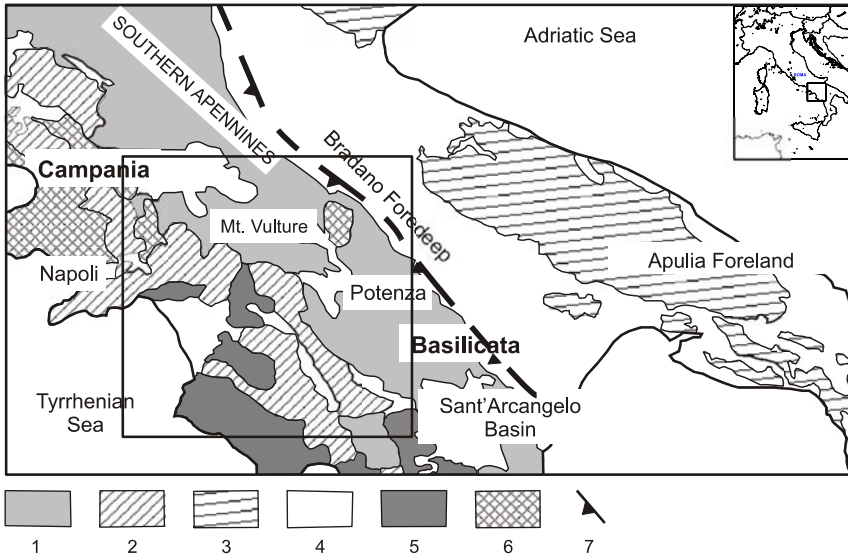 SOUTHERN APENNINES
Adriatic Sea
ROMA
Bradano Foredeep
Campania
Mt. Vulture
Napoli
Apulia Foreland
Potenza
Basilicata
Tyrrhenian
Sea
Sant'Arcangelo
Basin
1 2 3 4 5 6 7